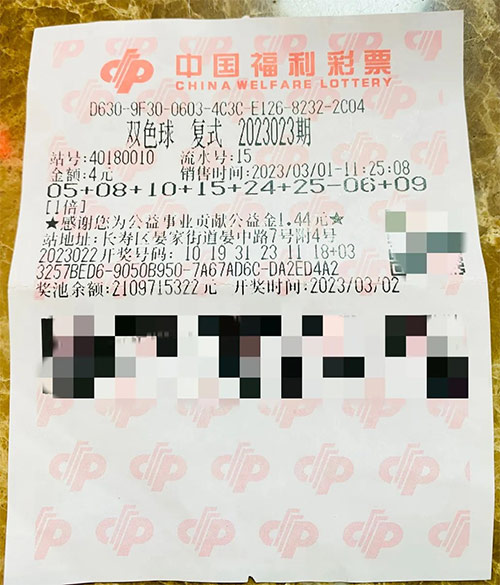 中国福利彩票
CHINA WELFARE LOTTERY
D630-9F30-0603-4C3C-E126-8232-2C04
双色球 复式 2023023期
站号:40180010 流水号:15
金额:4元 销售时间:2023/03/01-11:25:08
05+08+10+15+24+25-06+09
[1倍]
★感谢您为公益事业贡献公益金1.44元★
站地址:长寿区晏家街道晏中路7号附4号
2023022开奖号码: 10 19 31 23 11 18+03
3257BED6-9050B950-7A67AD6C-DA2ED4A2
奖池余额:2109715322元 开奖时间:2023/03/02